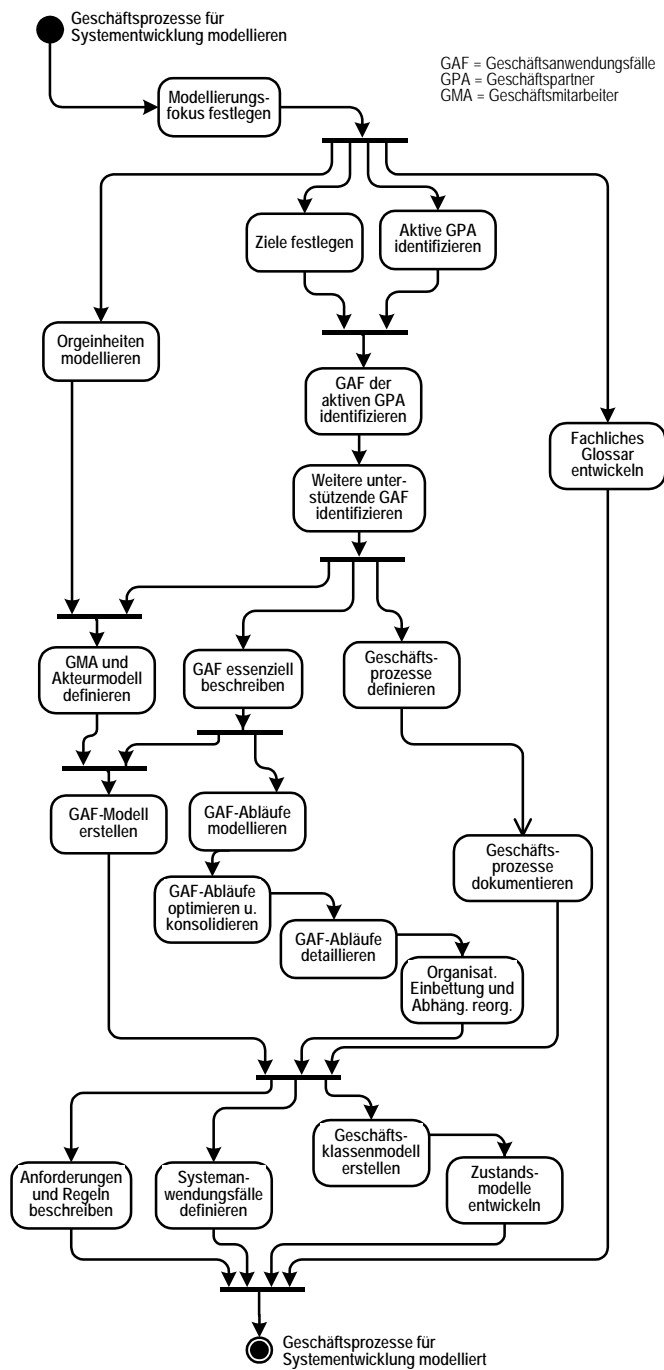 Geschäftsprozesse für
Systementwicklung modellieren
GAF = Geschäftsanwendungsfälle
GPA = Geschäftspartner
GMA = Geschäftsmitarbeiter
Modellierungs-
fokus festlegen
Ziele festlegen
Aktive GPA
identifizieren
Orgeinheiten
modellieren
GAF der
aktiven GPA
identifizieren
Fachliches
Glossar
entwickeln
Weitere unter-
stützende GAF
identifizieren
GMA und
Akteurmodell
definieren
GAF essenziell
beschreiben
Geschäfts-
prozesse
definieren
GAF-Modell
erstellen
GAF-Abläufe
modellieren
Geschäfts-
prozesse
dokumentieren
GAF-Abläufe
optimieren u.
konsolidieren
GAF-Abläufe
detaillieren
Organisat.
Einbettung und
Abhäng. reorg.
Anforderungen
und Regeln
beschreiben
Systeman-
wendungsfälle
definieren
Geschäfts-
klassenmodell
erstellen
Zustands-
modelle
entwickeln
Geschäftsprozesse für
Systementwicklung modelliert